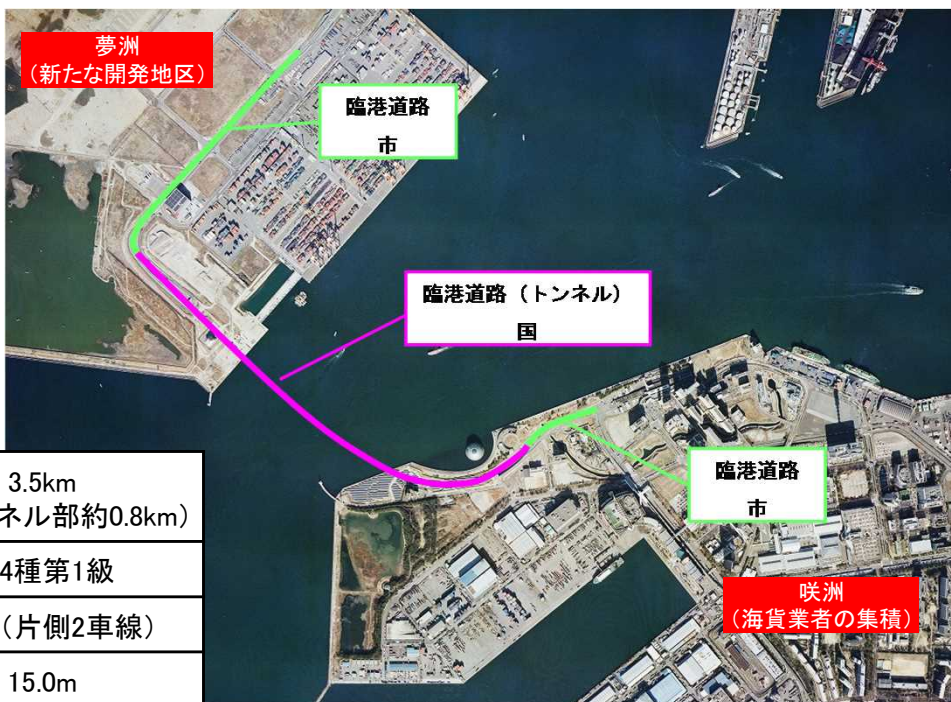 夢洲
(新たな開発地区)
臨港道路
市
臨港道路（トンネル）
国
臨港道路
市
咲洲
(海貨業者の集積)
3.5km
ネル部約0.8km)
4種第1級
(片側2車線)
15.0m